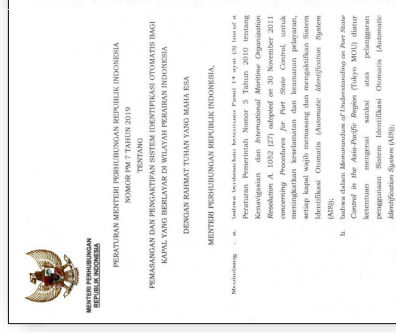 MENTERI PERHUBUNGAN
REPUBLIK INDONESIA
PERATURAN MENTERI PERHUBUNGAN REPUBLIK INDONESIA
NOMOR PM 7 TAHUN 2019
TENTANG
PEMASANGAN DAN PENGAKTIFAN SISTEM IDENTIFIKASI OTOMATIS BAGI
KAPAL YANG BERLAYAR DI WILAYAH PERAIRAN INDONESIA
DENGAN RAHMAT TUHAN YANG MAHA ESA
MENTERI PERHUBUNGAN REPUBLIK INDONESIA,
Menimbang : a. bahwa berdasarkan ketentuan Pasal 14 ayat (3) huruf a
Peraturan Pemerintah Nomor 5 Tahun 2010 tentang
Kenavigasian dan International Maritime Organization
Resolution A. 1052 (27) adopted on 30 November 2011
concerning Procedures for Port State Control, untuk
meningkatkan keselamatan dan keamanan pelayaran,
setiap kapal wajib memasang dan mengaktifkan Sistem
Identifikasi Otomatis (Automatic Identification System
(AIS));
b. bahwa dalam Memorandum of Understanding on Port State
Control in the Asia-Pacific Region (Tokyo MOU) diatur
ketentuan mengenai sanksi atas pelanggaran
penggunaan Sistem Identifikasi Otomatis (Automatic
Identification System (AIS));